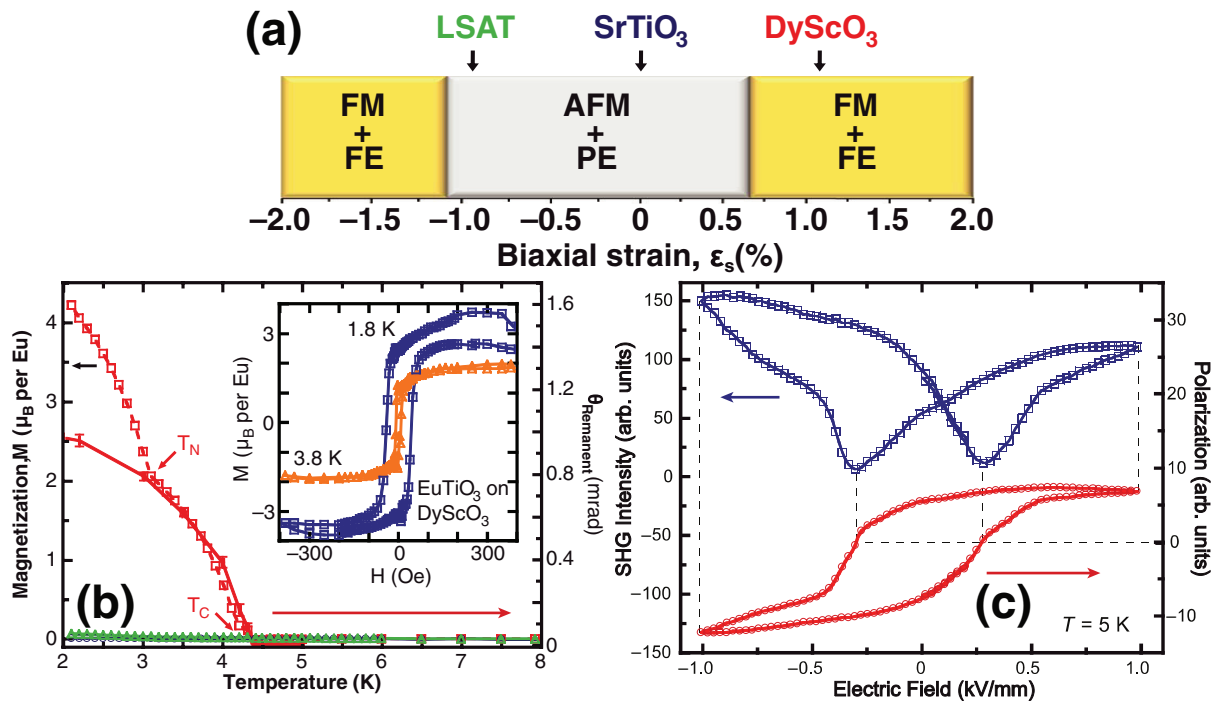 (a)
LSAT SrTiO₃ DyScO₃
FM AFM FM
+ + +
FE PE FE
–2.0 –1.5 –1.0 –0.5 0 0.5 1.0 1.5 2.0
Biaxial strain, εₛ(%)
Magnetization,M (μ_B per Eu)
4
3
2
1
0
T_N
T_C
(b)
2 3 4 5 6 7 8
Temperature (K)
1.6
1.2
0.8
0.4
0
θ_Remanent(mrad)
M (μ_B per Eu)
3
0
−3
1.8 K
3.8 K
EuTiO₃ on
DyScO₃
−300 0 300
H (Oe)
SHG Intensity (arb. units)
150
100
50
0
−50
−100
−150
30
20
10
0
−10
Polarization (arb. units)
(c)
T = 5 K
−1.0 −0.5 0 0.5 1.0
Electric Field (kV/mm)